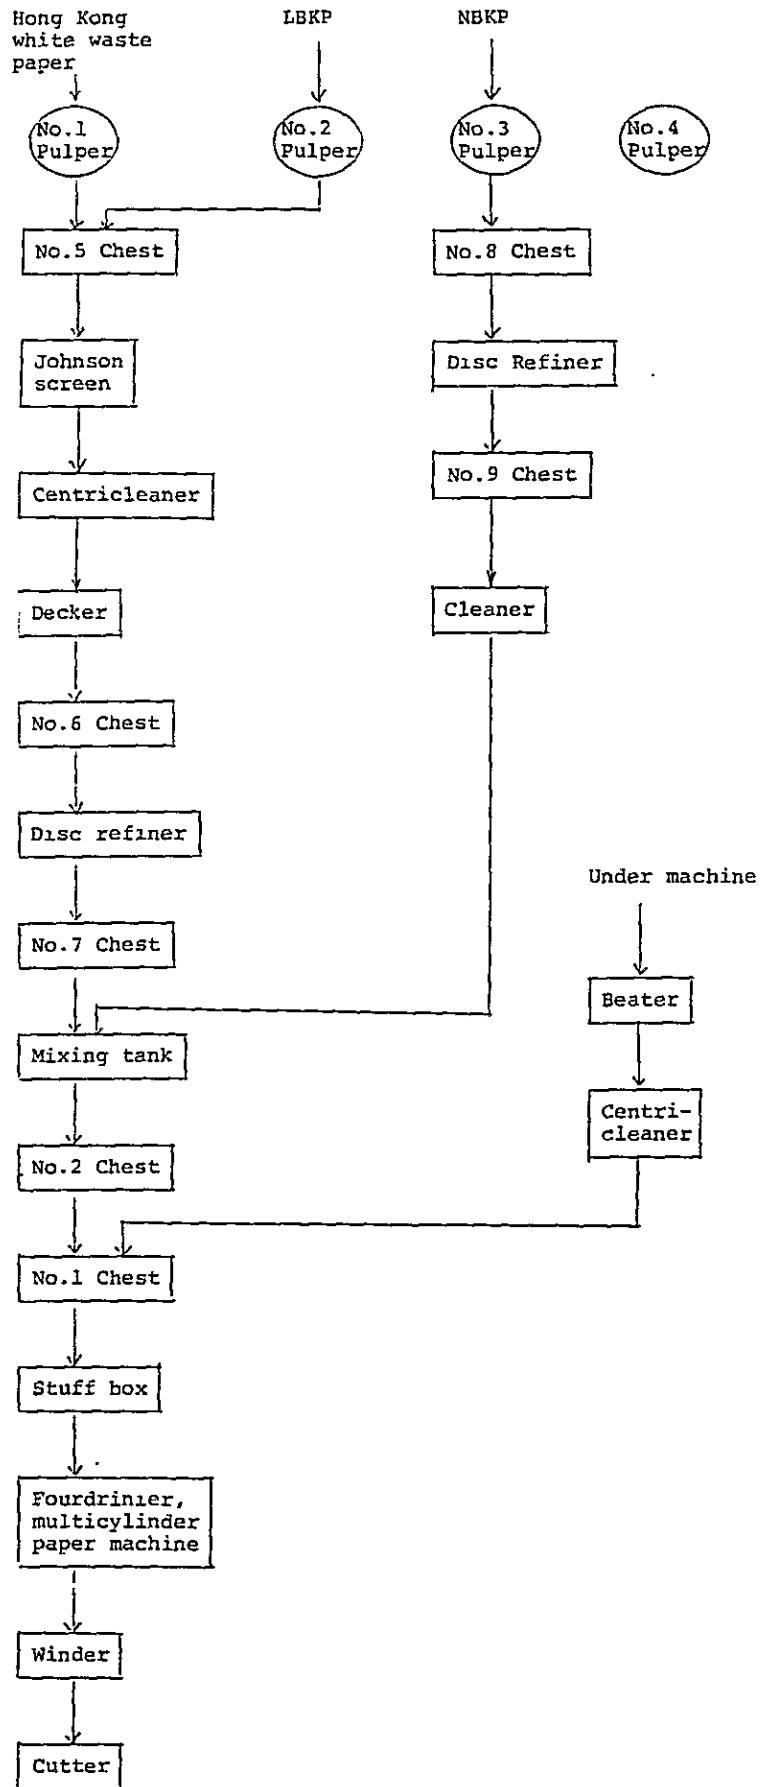 Hong Kong
white waste
paper
LBKP
NBKP
No.1
Pulper
No.2
Pulper
No.3
Pulper
No.4
Pulper
No.5 Chest
No.8 Chest
Johnson
screen
Disc Refiner
Centricleaner
No.9 Chest
Decker
Cleaner
No.6 Chest
Disc refiner
Under machine
No.7 Chest
Beater
Mixing tank
Centri-
cleaner
No.2 Chest
No.1 Chest
Stuff box
Fourdrinier,
multicylinder
paper machine
Winder
Cutter